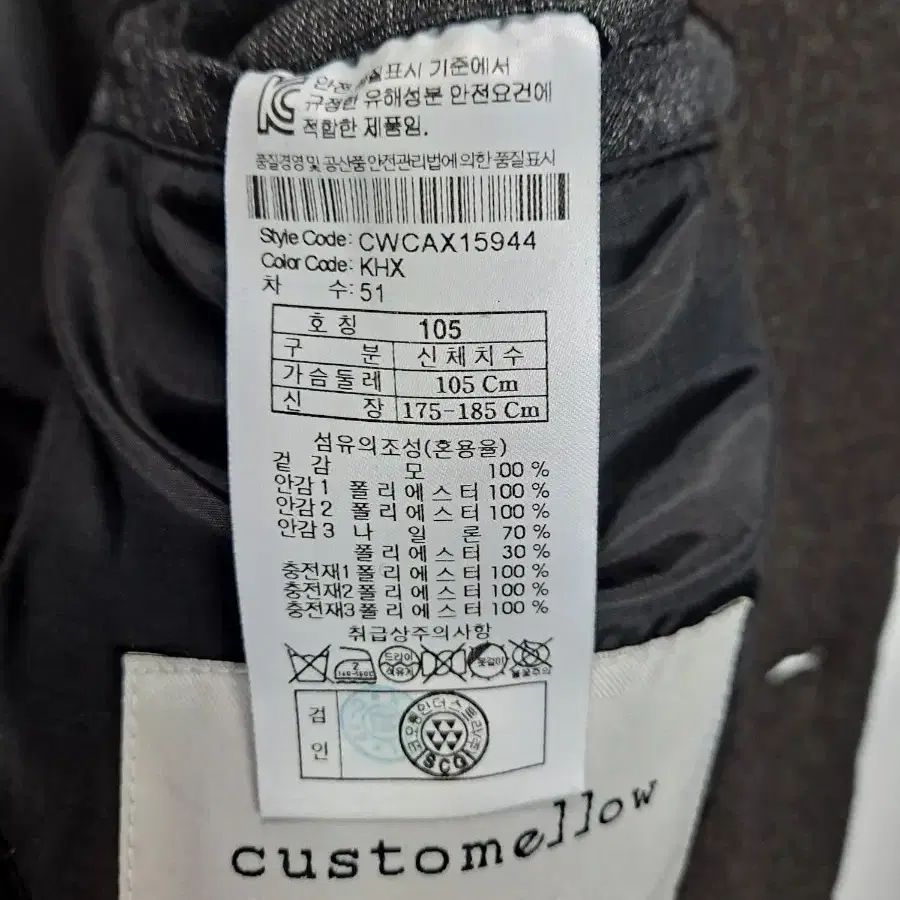 안전 품질표시 기준에서
규정한 유해성분 안전요건에
적합한 제품임.
품질경영및공산품안전관리법에의한품질표시
Style Code: CWCAX15944
Color Code: KHX
차 수: 51
호칭 105
구 분 신체치수
가슴둘레 105 Cm
신 장 175-185 Cm
섬유의조성(혼용율)
겉 감 모 100 %
안감1 폴리에스터 100 %
안감2 폴리에스터 100 %
안감3 나 일 론 70 %
폴리에스터 30 %
충전재1 폴리에스터 100 %
충전재2 폴리에스터 100 %
충전재3 폴리에스터 100 %
취급상주의사항
드라이
옷걸이
검
인
SCQ
customellow